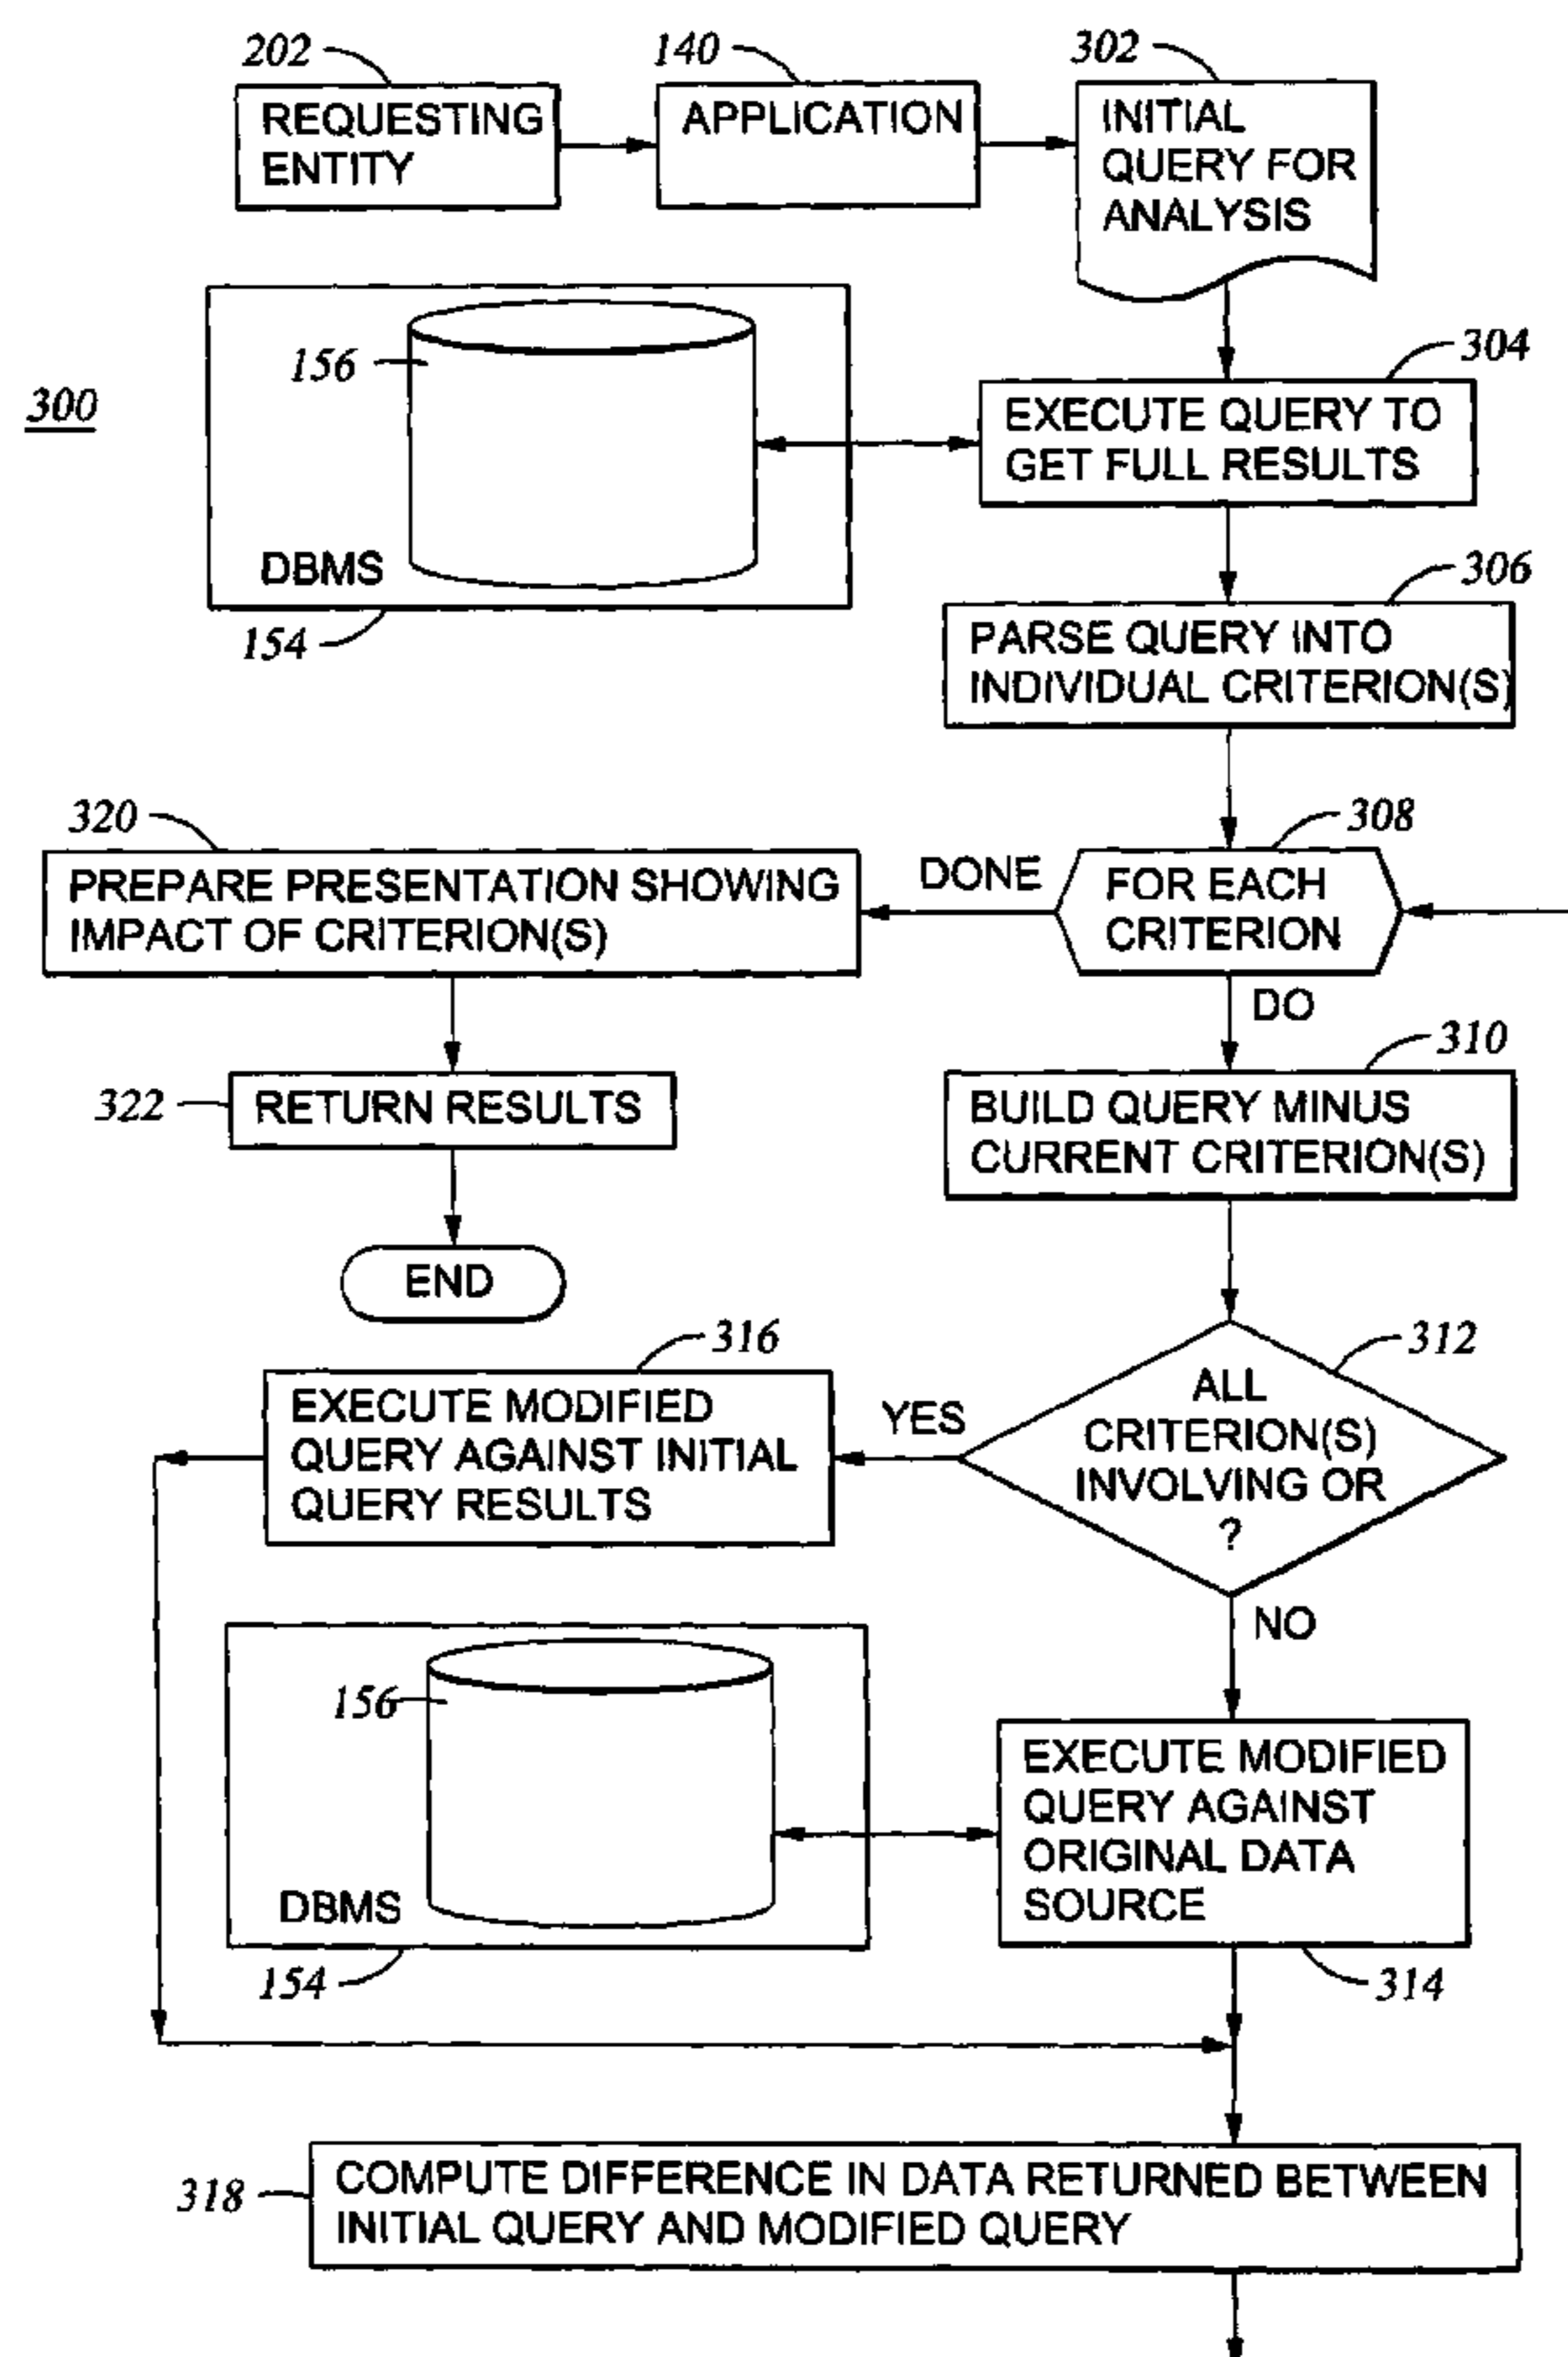 202
140
302
REQUESTING
ENTITY
APPLICATION
INITIAL
QUERY FOR
ANALYSIS
300
156
DBMS
154
304
EXECUTE QUERY TO
GET FULL RESULTS
306
PARSE QUERY INTO
INDIVIDUAL CRITERION(S)
320
PREPARE PRESENTATION SHOWING
IMPACT OF CRITERION(S)
DONE
308
FOR EACH
CRITERION
DO
322
RETURN RESULTS
END
310
BUILD QUERY MINUS
CURRENT CRITERION(S)
316
EXECUTE MODIFIED
QUERY AGAINST INITIAL
QUERY RESULTS
YES
312
ALL
CRITERION(S)
INVOLVING OR
?
NO
156
DBMS
154
EXECUTE MODIFIED
QUERY AGAINST
ORIGINAL DATA
SOURCE
314
318
COMPUTE DIFFERENCE IN DATA RETURNED BETWEEN
INITIAL QUERY AND MODIFIED QUERY